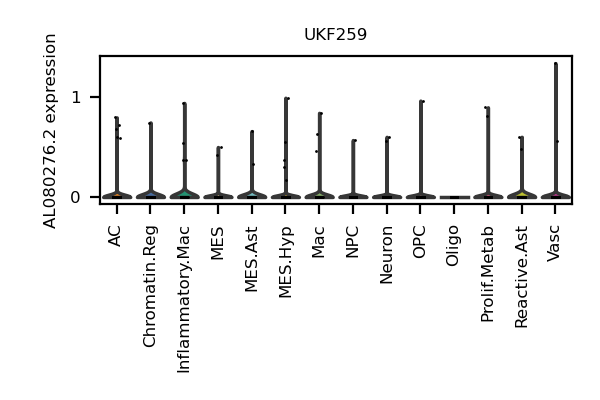 UKF259
AL080276.2 expression
1
0
AC
Chromatin.Reg
Inflammatory.Mac
MES
MES.Ast
MES.Hyp
Mac
NPC
Neuron
OPC
Oligo
Prolif.Metab
Reactive.Ast
Vasc